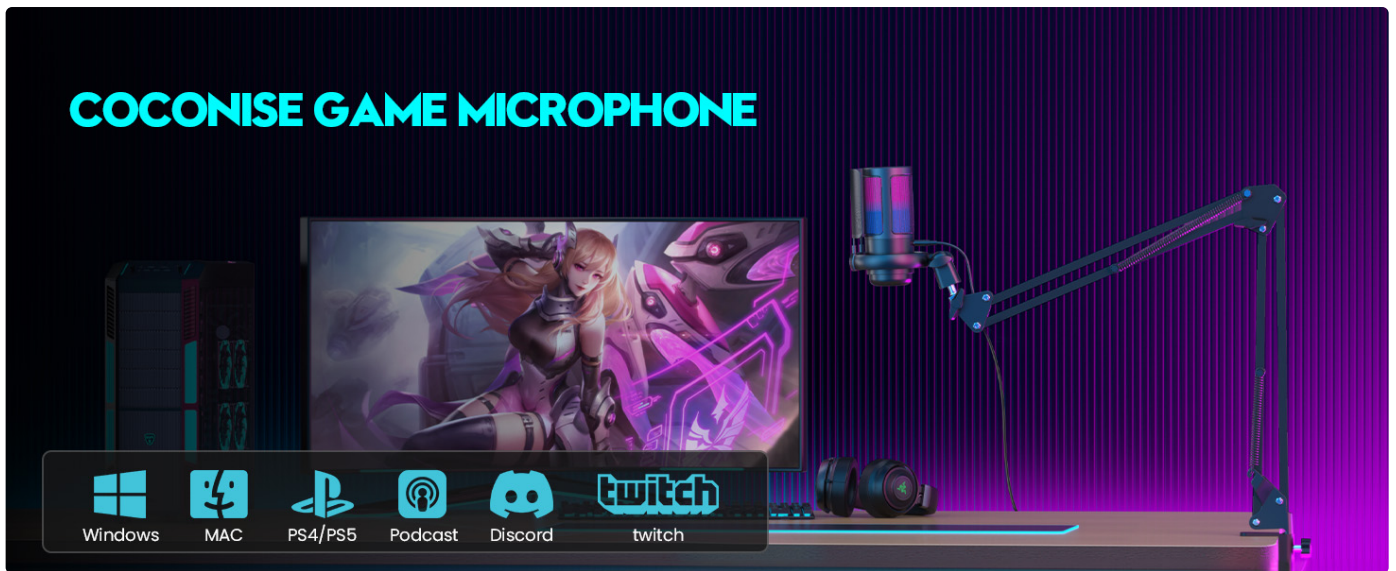 COCONISE GAME MICROPHONE
twitch
Windows
MAC
PS4/PS5
Podcast
Discord
twitch